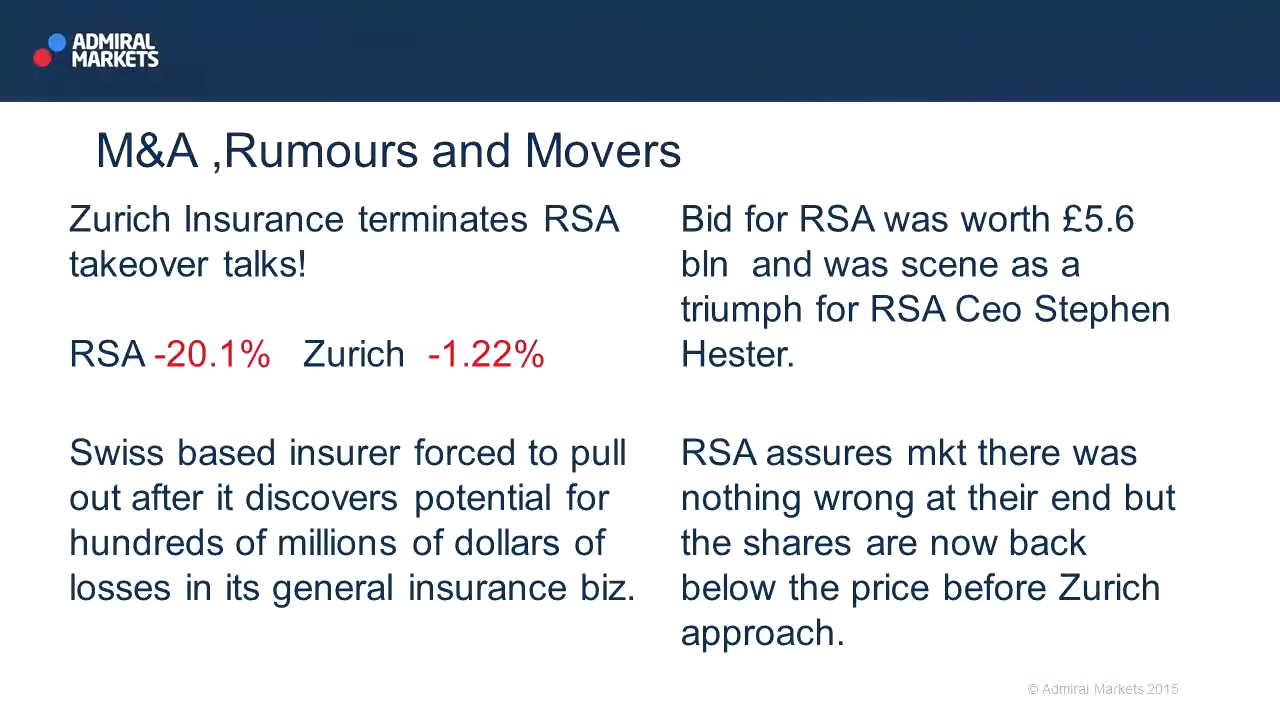 ADMIRAL
MARKETS
M&A ,Rumours and Movers
Zurich Insurance terminates RSA
takeover talks!
RSA -20.1% Zurich -1.22%
Swiss based insurer forced to pull
out after it discovers potential for
hundreds of millions of dollars of
losses in its general insurance biz.
Bid for RSA was worth £5.6
bln and was scene as a
triumph for RSA Ceo Stephen
Hester.
RSA assures mkt there was
nothing wrong at their end but
the shares are now back
below the price before Zurich
approach.
© Admiral Markets 2015